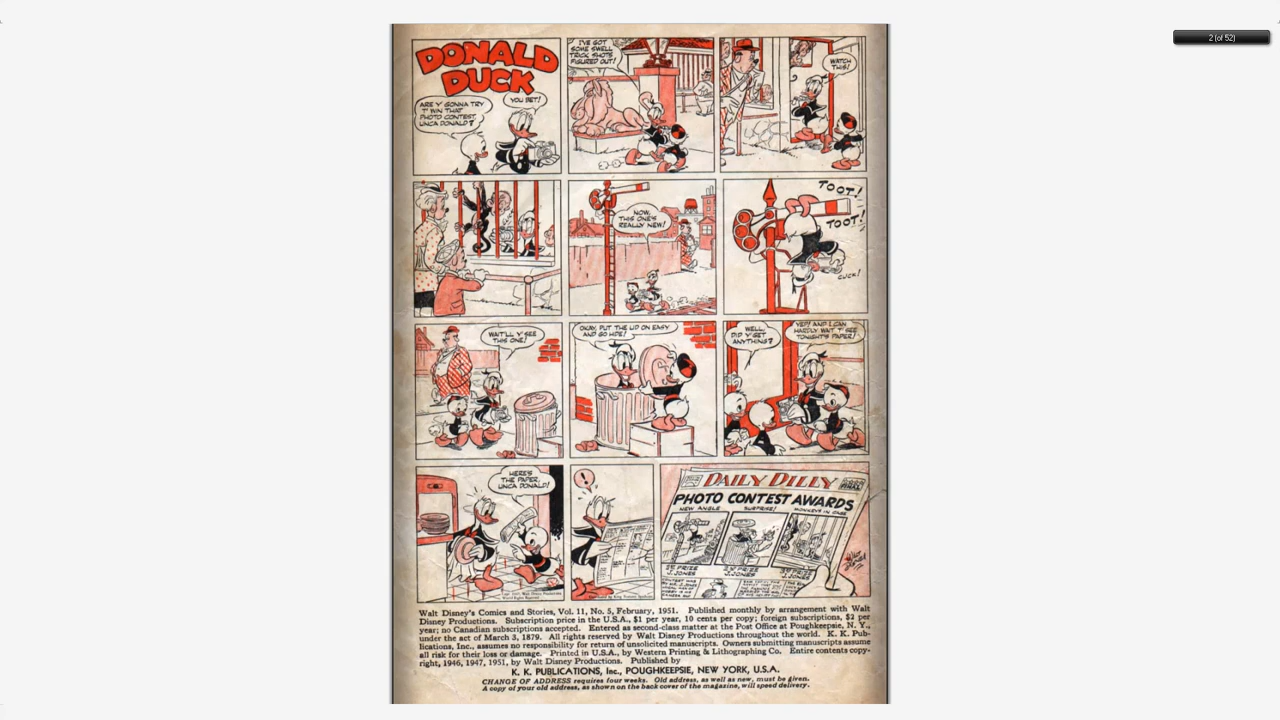 2 (of 52)
DONALD
DUCK
ARE Y' GONNA TRY
T' WIN THAT
PHOTO CONTEST,
UNCA DONALD?
YOU BET!
I'VE GOT
SOME SWELL
TRICK SHOTS
FIGURED OUT!
WATCH
THIS!
NOW,
THIS ONE'S
REALLY NEW!
TOOT!
TOOT!
CLICK!
WAIT'LL Y' SEE
THIS ONE!
OKAY, PUT THE LID ON EASY
AND GO HIDE!
WELL,
DID Y' GET
ANYTHING?
YEP! AND I CAN
HARDLY WAIT T' SEE
TONIGHT'S PAPER!
HERE'S
THE PAPER,
UNCA DONALD!
!
DAILY DILLY
PHOTO CONTEST AWARDS
NEW ANGLE
SURPRISE!
MONKEYS IN CAGE
1ST PRIZE
J. JONES
2ND PRIZE
J. JONES
3RD PRIZE
J. JONES
Walt Disney's Comics and Stories, Vol. 11, No. 5, February, 1951. Published monthly by arrangement with Walt
Disney Productions. Subscription price in the U.S.A., $1 per year, 10 cents per copy; foreign subscriptions, $2 per
year; no Canadian subscriptions accepted. Entered as second-class matter at the Post Office at Poughkeepsie, N. Y.,
under the act of March 3, 1879. All rights reserved by Walt Disney Productions throughout the world. K. K. Pub-
lications, Inc., assumes no responsibility for return of unsolicited manuscripts. Owners submitting manuscripts assume
all risk for their loss or damage. Printed in U.S.A., by Western Printing & Lithographing Co. Entire contents copy-
right, 1946, 1947, 1951, by Walt Disney Productions. Published by
K. K. PUBLICATIONS, Inc., POUGHKEEPSIE, NEW YORK, U.S.A.
CHANGE OF ADDRESS requires four weeks. Old address, as well as new, must be given.
A copy of your old address, as shown on the back cover of the magazine, will speed delivery.